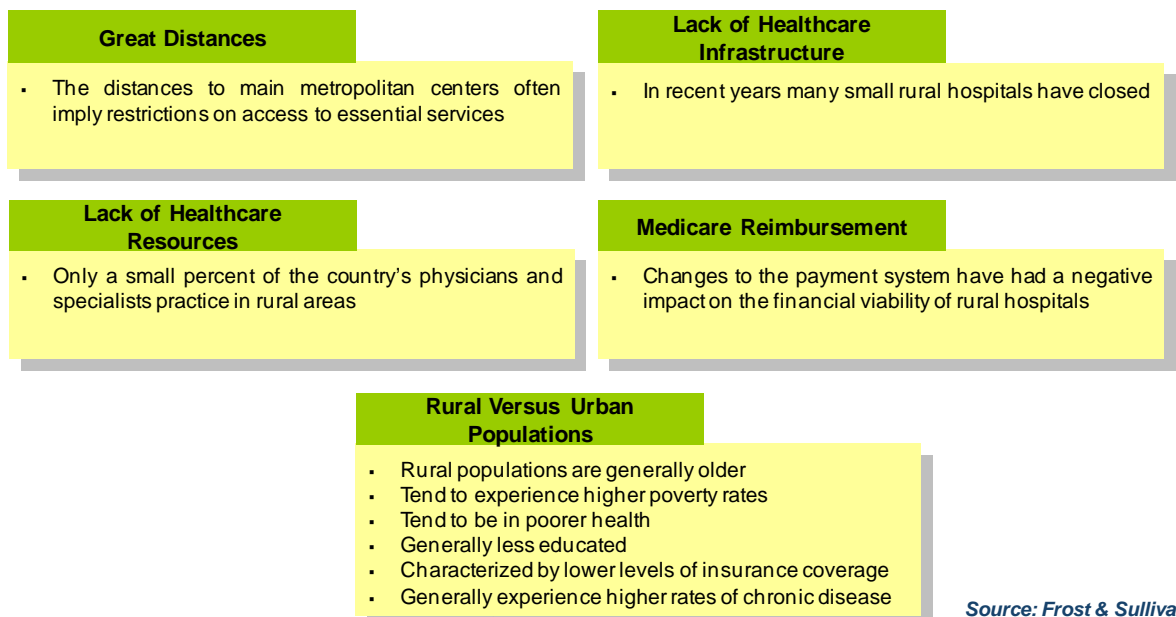 Great Distances
▪ The distances to main metropolitan centers often
imply restrictions on access to essential services
Lack of Healthcare
Infrastructure
▪ In recent years many small rural hospitals have closed
Lack of Healthcare
Resources
▪ Only a small percent of the country's physicians and
specialists practice in rural areas
Medicare Reimbursement
▪ Changes to the payment system have had a negative
impact on the financial viability of rural hospitals
Rural Versus Urban
Populations
▪ Rural populations are generally older
▪ Tend to experience higher poverty rates
▪ Tend to be in poorer health
▪ Generally less educated
▪ Characterized by lower levels of insurance coverage
▪ Generally experience higher rates of chronic disease
Source: Frost & Sulliva